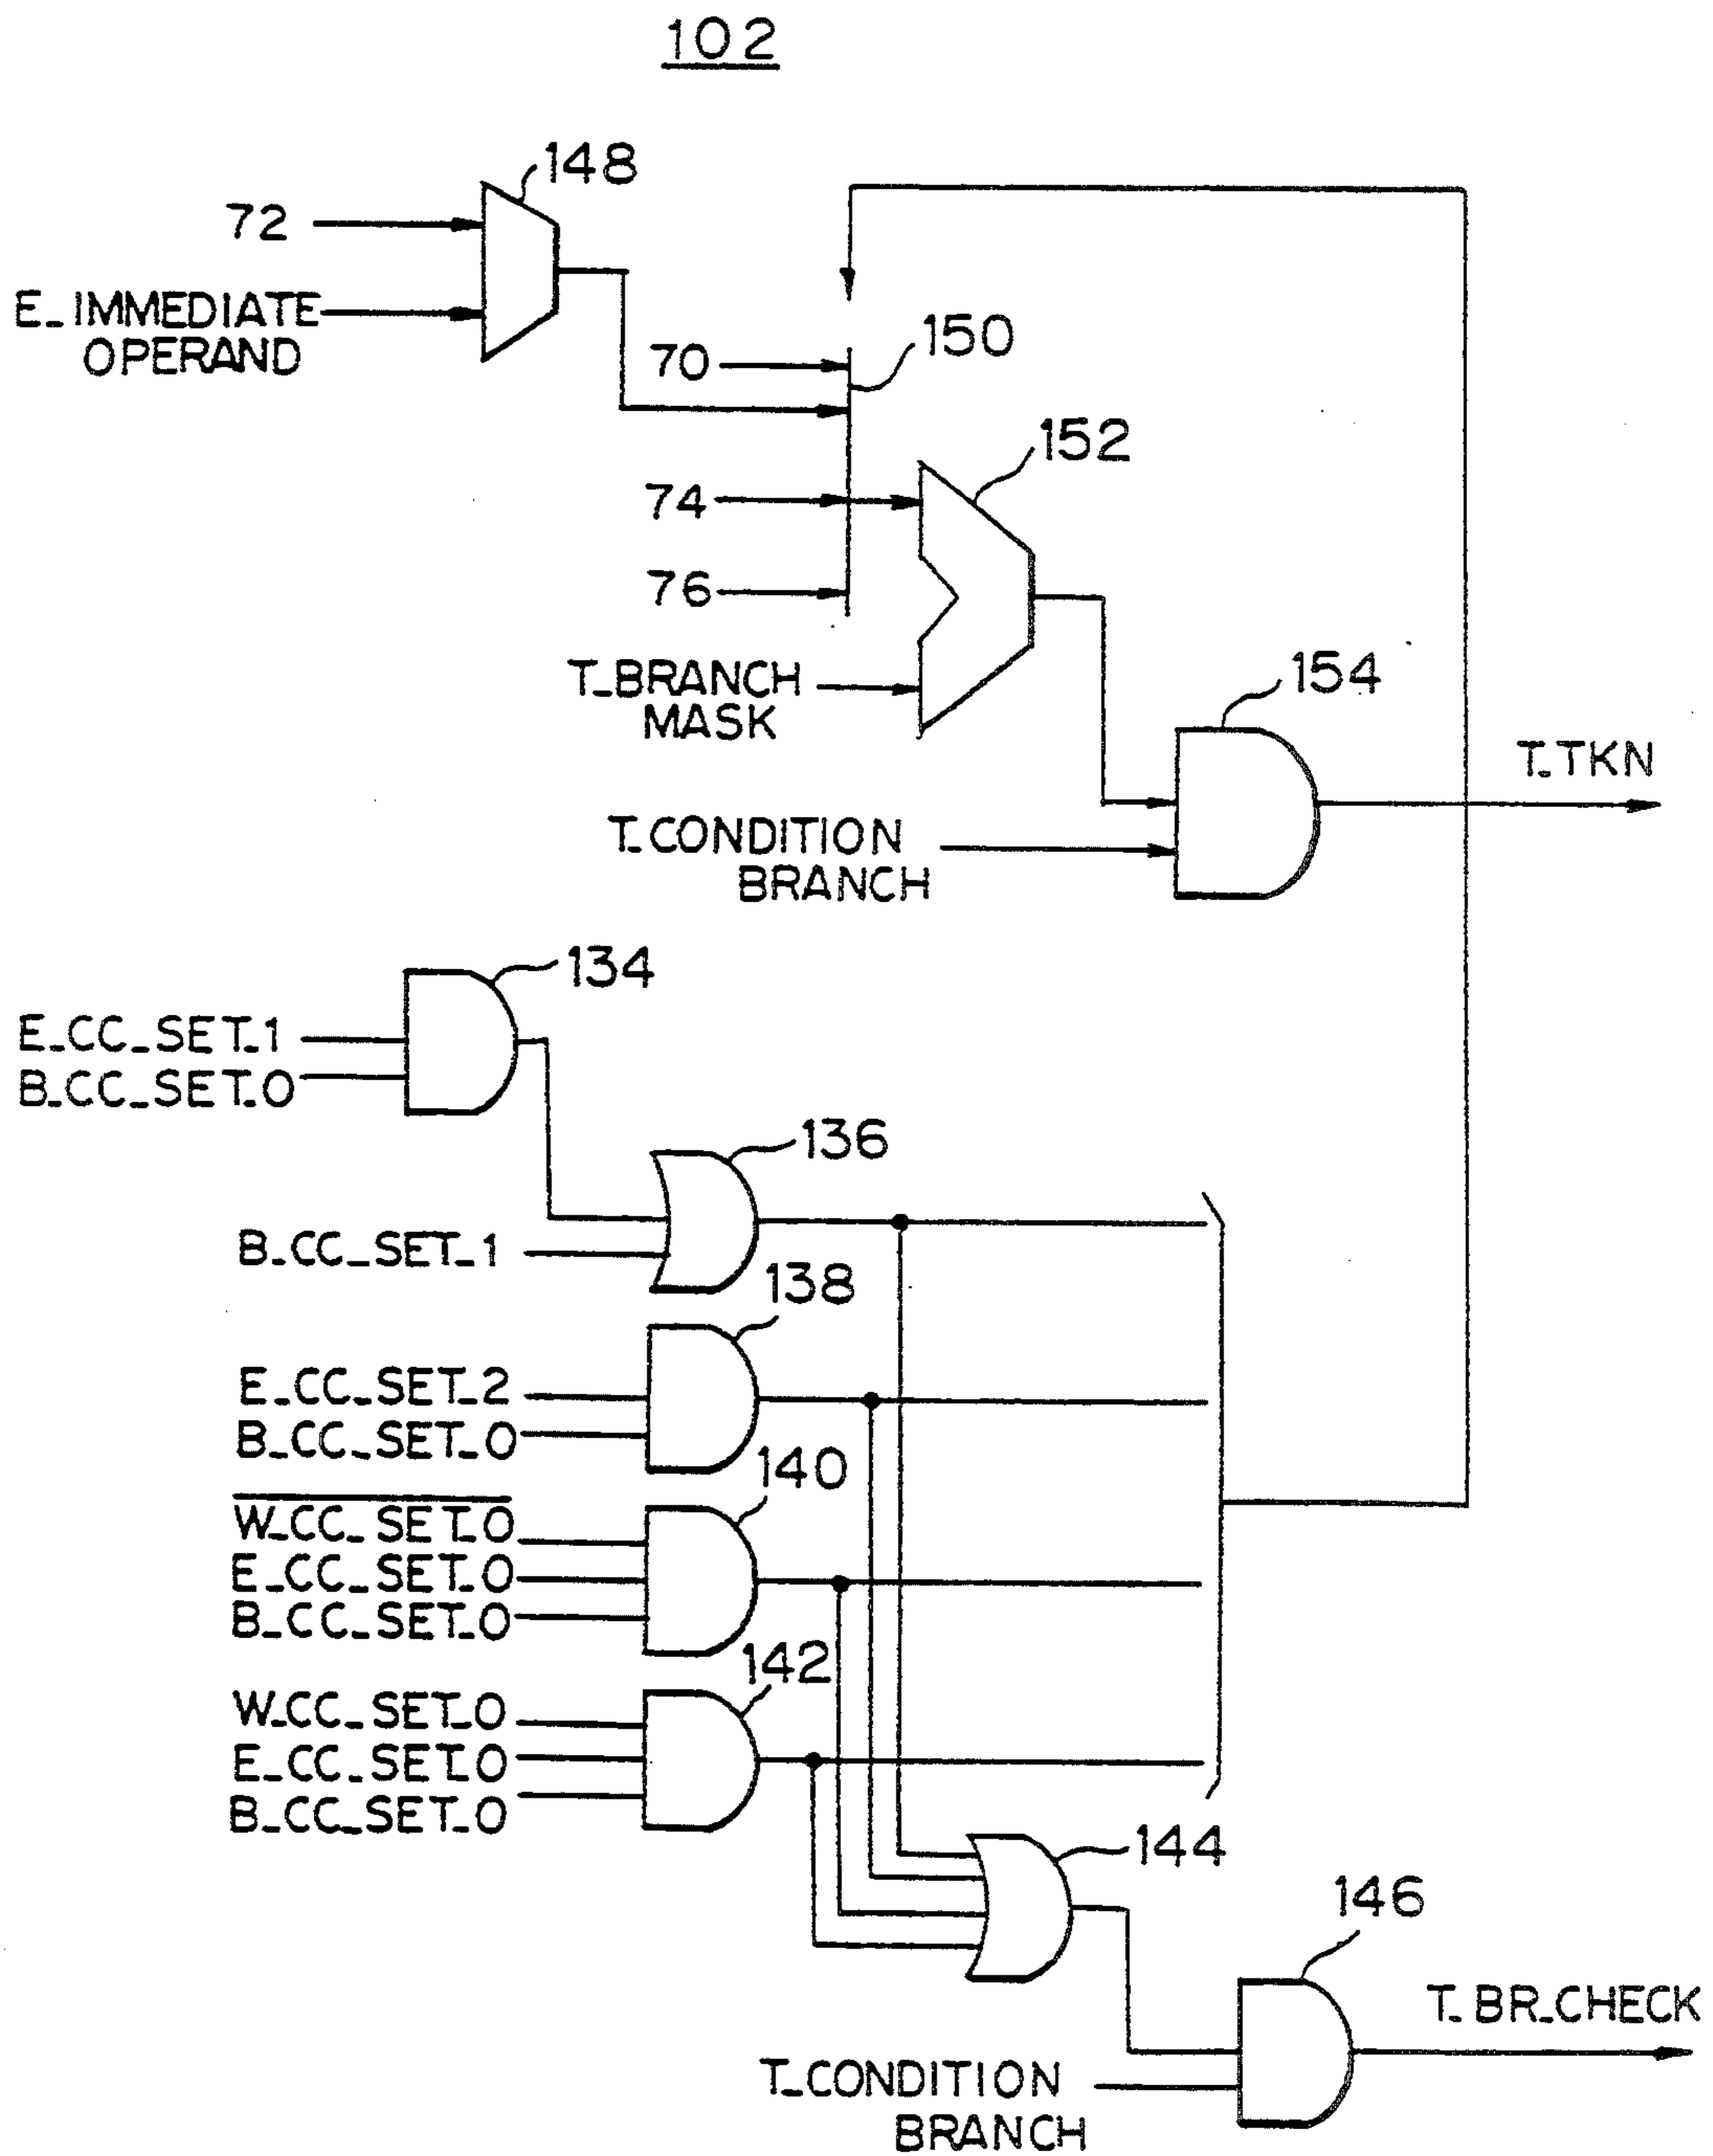 102
148
72
E_IMMEDIATE
OPERAND
150
70
152
74
76
T_BRANCH
MASK
154
T_TKN
T_CONDITION
BRANCH
134
E_CC_SET_1
B_CC_SET_0
136
B_CC_SET_1
138
E_CC_SET_2
B_CC_SET_0
140
W_CC_SET_0
E_CC_SET_0
B_CC_SET_0
142
W_CC_SET_0
E_CC_SET_0
B_CC_SET_0
144
146
T_BR_CHECK
T_CONDITION
BRANCH